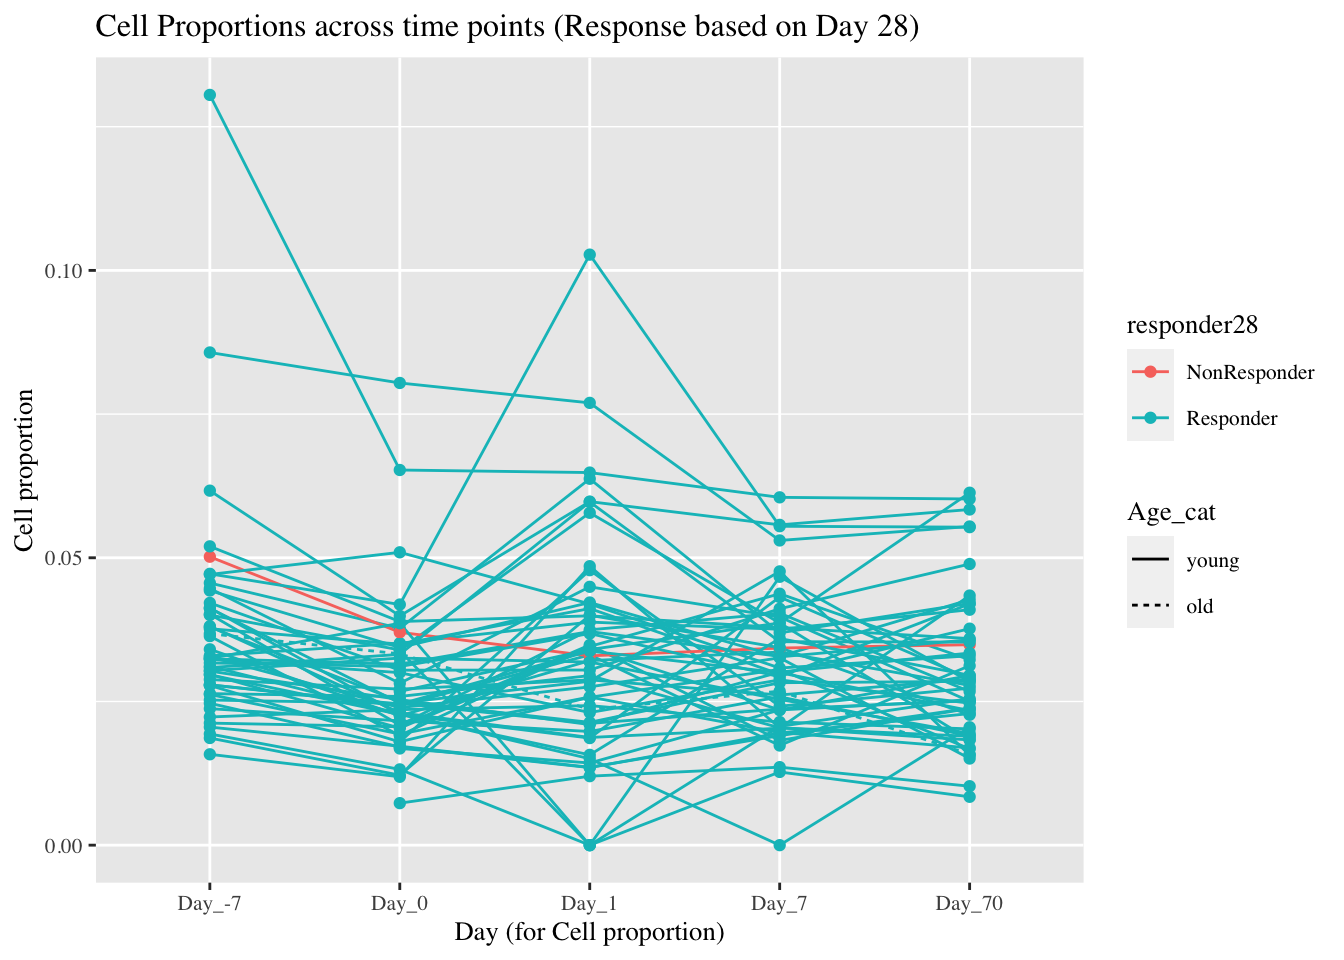 Cell Proportions across time points (Response based on Day 28)
Cell proportion
0.10
0.05
0.00
Day_-7
Day_0
Day_1
Day_7
Day_70
Day (for Cell proportion)
responder28
NonResponder
Responder
Age_cat
young
old